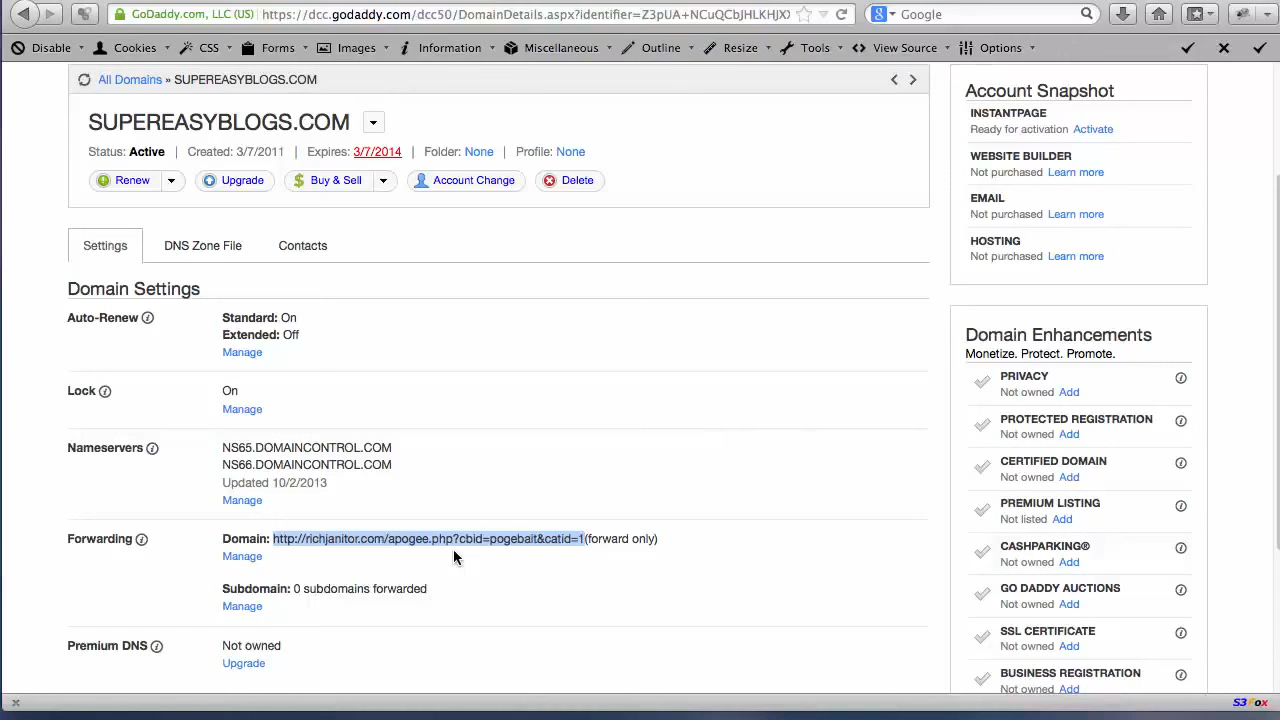 GoDaddy.com, LLC (US) https://dcc.godaddy.com/dcc50/DomainDetails.aspx?identifier=Z3pUA+NCuQCbJHLKHJX Google
Disable Cookies CSS Forms Images Information Miscellaneous Outline Resize Tools View Source Options
All Domains » SUPEREASYBLOGS.COM
SUPEREASYBLOGS.COM
Status: Active | Created: 3/7/2011 | Expires: 3/7/2014 | Folder: None | Profile: None
Renew Upgrade Buy & Sell Account Change Delete
Settings DNS Zone File Contacts
Domain Settings
Auto-Renew Standard: On
Extended: Off
Manage
Lock On
Manage
Nameservers NS65.DOMAINCONTROL.COM
NS66.DOMAINCONTROL.COM
Updated 10/2/2013
Manage
Forwarding Domain: http://richjanitor.com/apogee.php?cbid=pogebait&catid=1(forward only)
Manage
Subdomain: 0 subdomains forwarded
Manage
Premium DNS Not owned
Upgrade
Account Snapshot
INSTANTPAGE
Ready for activation Activate
WEBSITE BUILDER
Not purchased Learn more
EMAIL
Not purchased Learn more
HOSTING
Not purchased Learn more
Domain Enhancements
Monetize. Protect. Promote.
PRIVACY
Not owned Add
PROTECTED REGISTRATION
Not owned Add
CERTIFIED DOMAIN
Not owned Add
PREMIUM LISTING
Not listed Add
CASHPARKING®
Not owned Add
GO DADDY AUCTIONS
Not owned Add
SSL CERTIFICATE
Not owned Add
BUSINESS REGISTRATION
Not owned Add
S3Fox